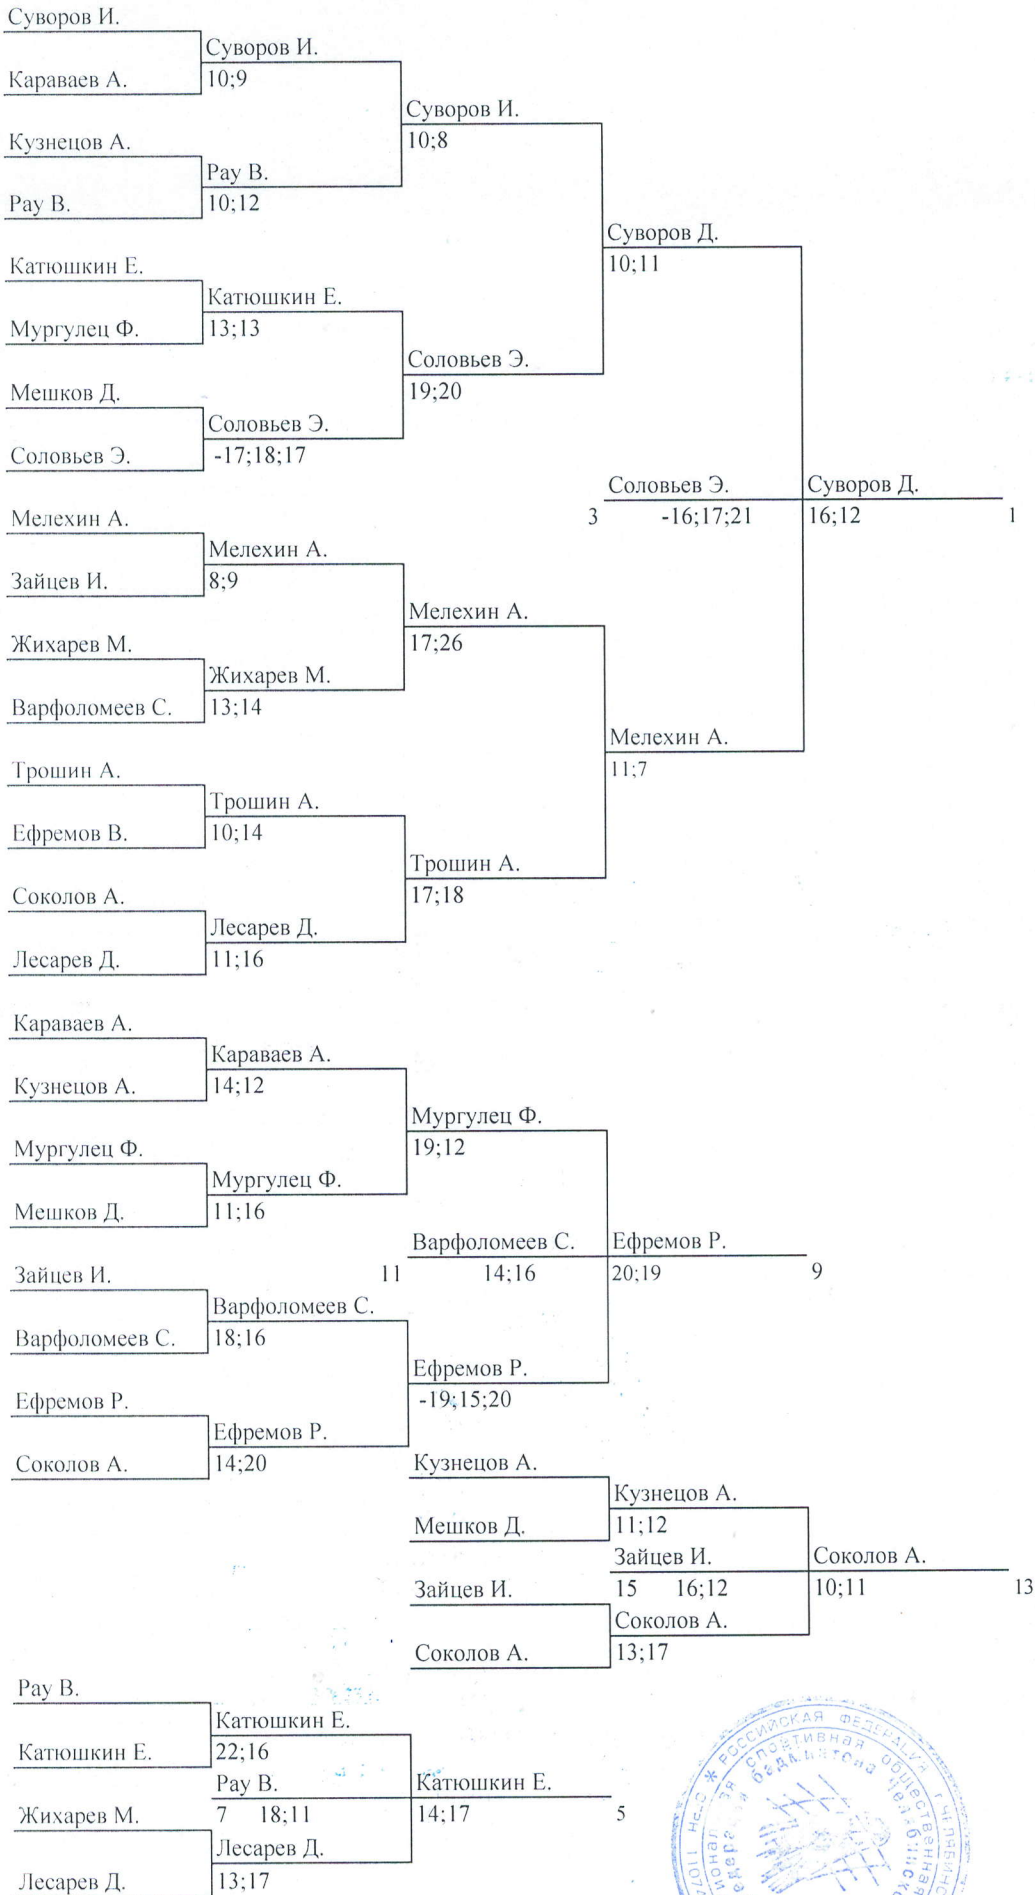 Суворов И.
Суворов И.
Караваев А.
10;9
Суворов И.
Кузнецов А.
10;8
Рау В.
Рау В.
10;12
Суворов Д.
Катюшкин Е.
10;11
Катюшкин Е.
Мургулец Ф.
13;13
Соловьев Э.
Мешков Д.
19;20
Соловьев Э.
Соловьев Э.
-17;18;17
Соловьев Э.
Суворов Д.
Мелехин А.
3 -16;17;21
16;12 1
Мелехин А.
Зайцев И.
8;9
Мелехин А.
Жихарев М.
17;26
Жихарев М.
Варфоломеев С.
13;14
Мелехин А.
Трошин А.
11;7
Трошин А.
Ефремов В.
10;14
Трошин А.
Соколов А.
17;18
Лесарев Д.
Лесарев Д.
11;16
Караваев А.
Караваев А.
Кузнецов А.
14;12
Мургулец Ф.
Мургулец Ф.
19;12
Мургулец Ф.
Мешков Д.
11;16
Варфоломеев С.
Ефремов Р.
Зайцев И.
11 14;16
20;19 9
Варфоломеев С.
Варфоломеев С.
18;16
Ефремов Р.
Ефремов Р.
-19;15;20
Ефремов Р.
Соколов А.
14;20
Кузнецов А.
Кузнецов А.
Мешков Д.
11;12
Зайцев И.
Соколов А.
Зайцев И.
15 16;12
10;11 13
Соколов А.
Соколов А.
13;17
Рау В.
Катюшкин Е.
Катюшкин Е.
22;16
Рау В.
Катюшкин Е.
Жихарев М.
7 18;11
14;17 5
Лесарев Д.
Лесарев Д.
13;17
РОССИЙСКАЯ ФЕДЕРАЦИЯ
спортивная общественная
бадминтона